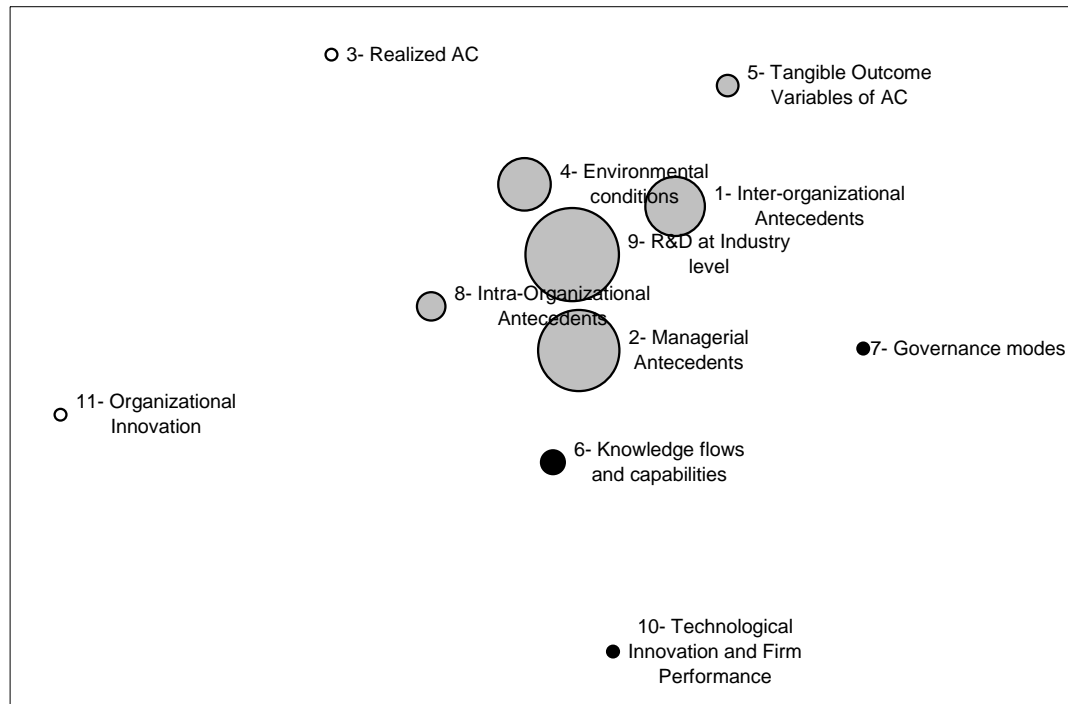 3- Realized AC
5- Tangible Outcome
Variables of AC
4- Environmental
conditions
1- Inter-organizational
Antecedents
9- R&D at Industry
level
8- Intra-Organizational
Antecedents
2- Managerial
Antecedents
7- Governance modes
11- Organizational
Innovation
6- Knowledge flows
and capabilities
10- Technological
Innovation and Firm
Performance